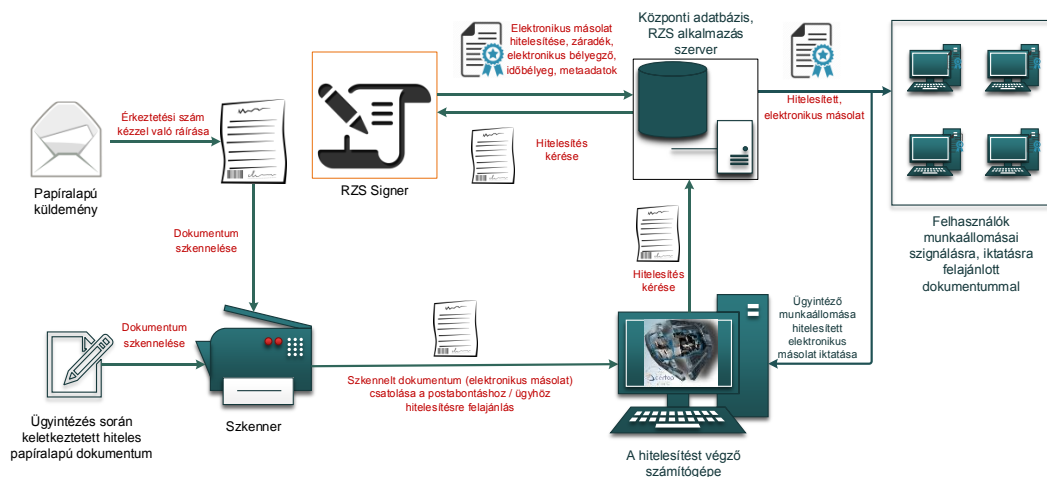 Központi adatbázis,
RZS alkalmazás
szerver
Elektronikus másolat
hitelesítése, záradék,
elektronikus bélyegző,
időbélyeg, metaadatok
Hitelesített,
elektronikus másolat
Érkeztetési szám
kézzel való ráírása
Hitelesítés
kérése
Papíralapú
küldemény
RZS Signer
Felhasználók
munkaállomásai
szignálásra, iktatásra
felajánlott
dokumentummal
Dokumentum
szkennelése
Hitelesítés
kérése
Ügyintéző
munkaállomása
hitelesített
elektronikus
másolat iktatása
Dokumentum
szkennelése
Szkennelt dokumentum (elektronikus másolat)
csatolása a postabontáshoz / ügyhöz
hitelesítésre felajánlás
Ügyintézés során
keletkeztetett hiteles
papíralapú dokumentum
Szkenner
A hitelesítést végző
számítógépe